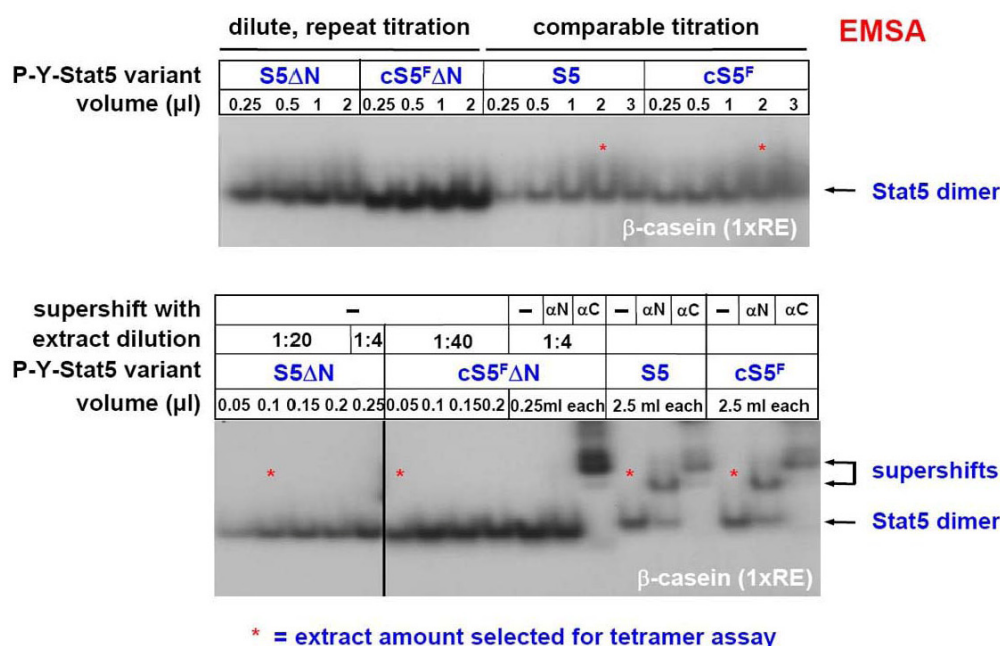 dilute, repeat titration comparable titration EMSA
P-Y-Stat5 variant S5ΔN cS5ᶠΔN S5 cS5ᶠ
volume (µl) 0.25 0.5 1 2 0.25 0.5 1 2 0.25 0.5 1 2 3 0.25 0.5 1 2 3
* *
Stat5 dimer
β-casein (1xRE)
supershift with – – αN αC – αN αC – αN αC
extract dilution 1:20 1:4 1:40 1:4
P-Y-Stat5 variant S5ΔN cS5ᶠΔN S5 cS5ᶠ
volume (µl) 0.05 0.1 0.15 0.2 0.25 0.05 0.1 0.15 0.2 0.25ml each 2.5 ml each 2.5 ml each
* * * *
supershifts
Stat5 dimer
β-casein (1xRE)
* = extract amount selected for tetramer assay